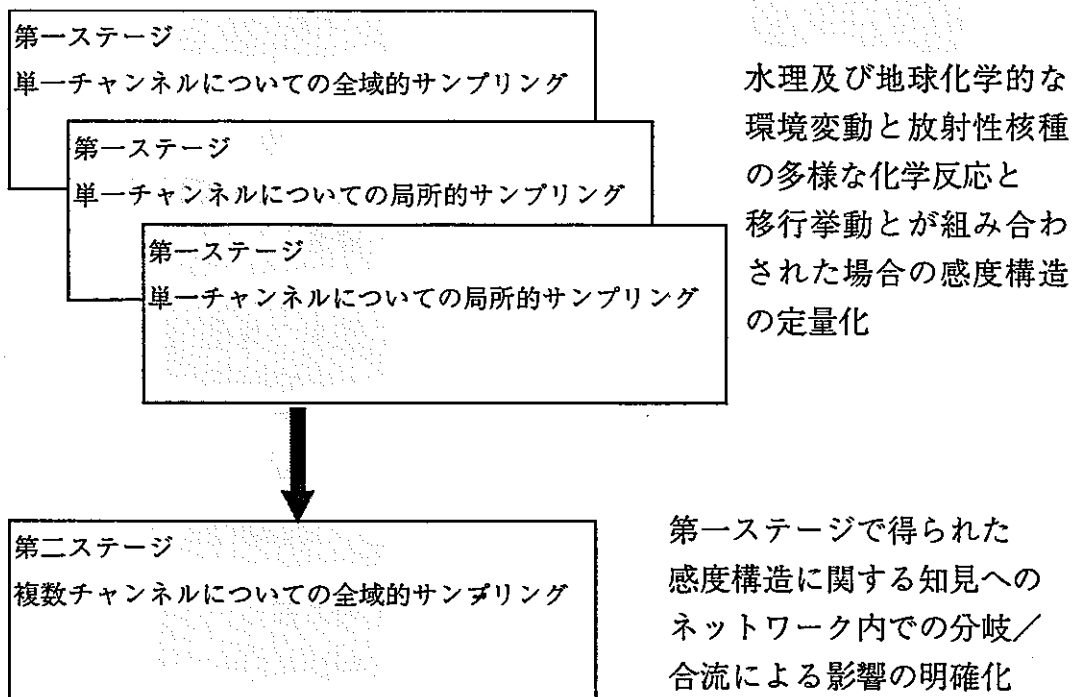 第一ステージ
単一チャンネルについての全域的サンプリング
第一ステージ
単一チャンネルについての局所的サンプリング
第一ステージ
単一チャンネルについての局所的サンプリング
水理及び地球化学的な
環境変動と放射性核種
の多様な化学反応と
移行挙動とが組み合わ
された場合の感度構造
の定量化
第二ステージ
複数チャンネルについての全域的サンプリング
第一ステージで得られた
感度構造に関する知見への
ネットワーク内での分岐／
合流による影響の明確化